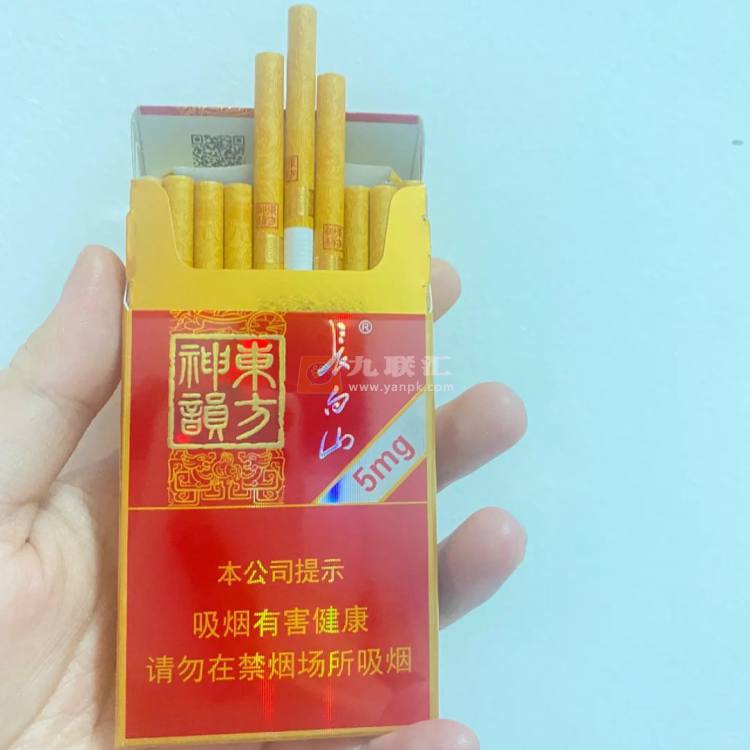 東方
神韻
長白山®
5mg
九联汇
www.yanpk.com
本公司提示
吸烟有害健康
请勿在禁烟场所吸烟